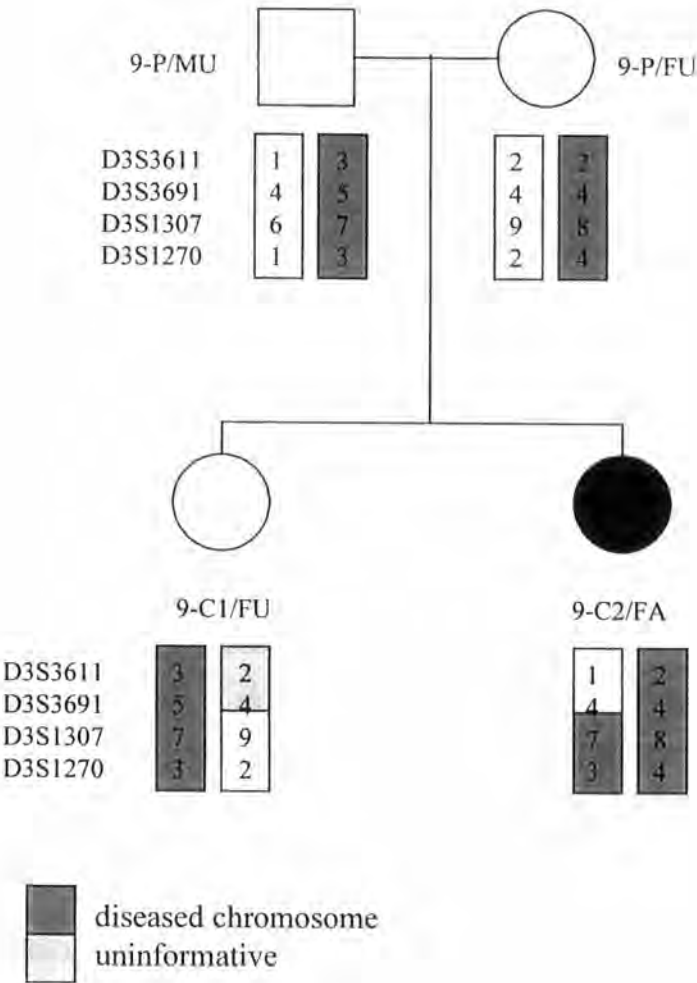 9-P/MU 9-P/FU
D3S3611 1 3 2 2
D3S3691 4 5 4 4
D3S1307 6 7 9 8
D3S1270 1 3 2 4
9-C1/FU 9-C2/FA
D3S3611 3 2 1 2
D3S3691 5 4 4 4
D3S1307 7 9 7 8
D3S1270 3 2 3 4
diseased chromosome
uninformative